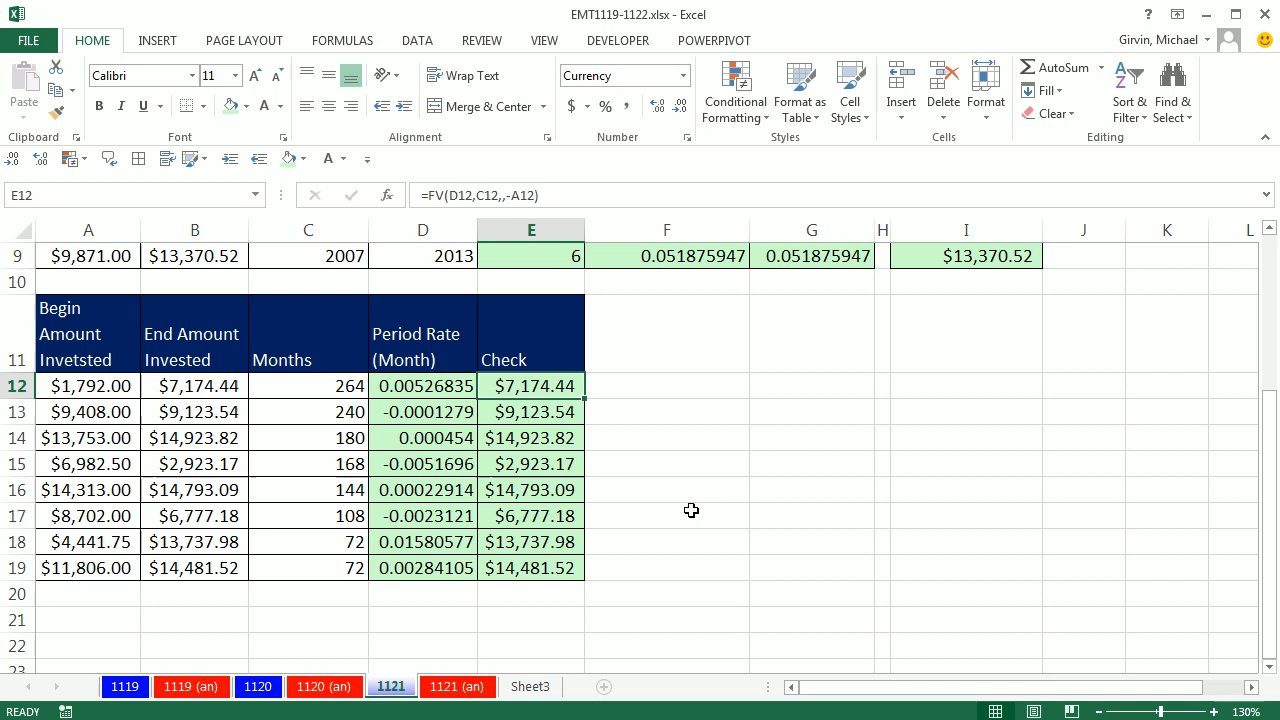 EMT1119-1122.xlsx - Excel
FILE HOME INSERT PAGE LAYOUT FORMULAS DATA REVIEW VIEW DEVELOPER POWERPIVOT Girvin, Michael
Paste
Calibri 11
Wrap Text
Merge & Center
Currency
$ % ,
Conditional Formatting
Format as Table
Cell Styles
Insert Delete Format
AutoSum
Fill
Clear
Sort & Filter
Find & Select
Clipboard Font Alignment Number Styles Cells Editing
E12 fx =FV(D12,C12,,-A12)
A B C D E F G H I J K L
9 $9,871.00 $13,370.52 2007 2013 6 0.051875947 0.051875947 $13,370.52
10
11 Begin Amount Invetsted End Amount Invested Months Period Rate (Month) Check
12 $1,792.00 $7,174.44 264 0.00526835 $7,174.44
13 $9,408.00 $9,123.54 240 -0.0001279 $9,123.54
14 $13,753.00 $14,923.82 180 0.000454 $14,923.82
15 $6,982.50 $2,923.17 168 -0.0051696 $2,923.17
16 $14,313.00 $14,793.09 144 0.00022914 $14,793.09
17 $8,702.00 $6,777.18 108 -0.0023121 $6,777.18
18 $4,441.75 $13,737.98 72 0.01580577 $13,737.98
19 $11,806.00 $14,481.52 72 0.00284105 $14,481.52
20
21
22
23
1119 1119 (an) 1120 1120 (an) 1121 1121 (an) Sheet3
READY 130%